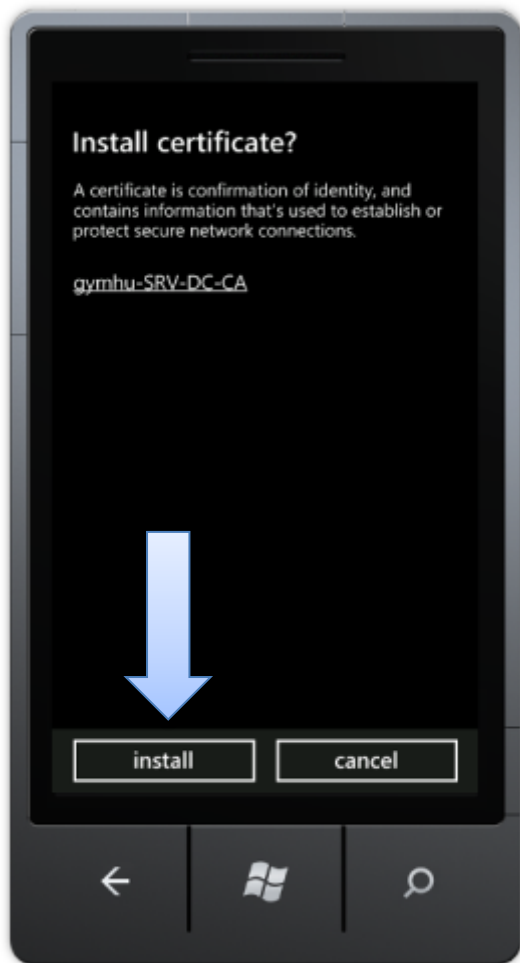 Install certificate?
A certificate is confirmation of identity, and
contains information that's used to establish or
protect secure network connections.
gymhu-SRV-DC-CA
install
cancel